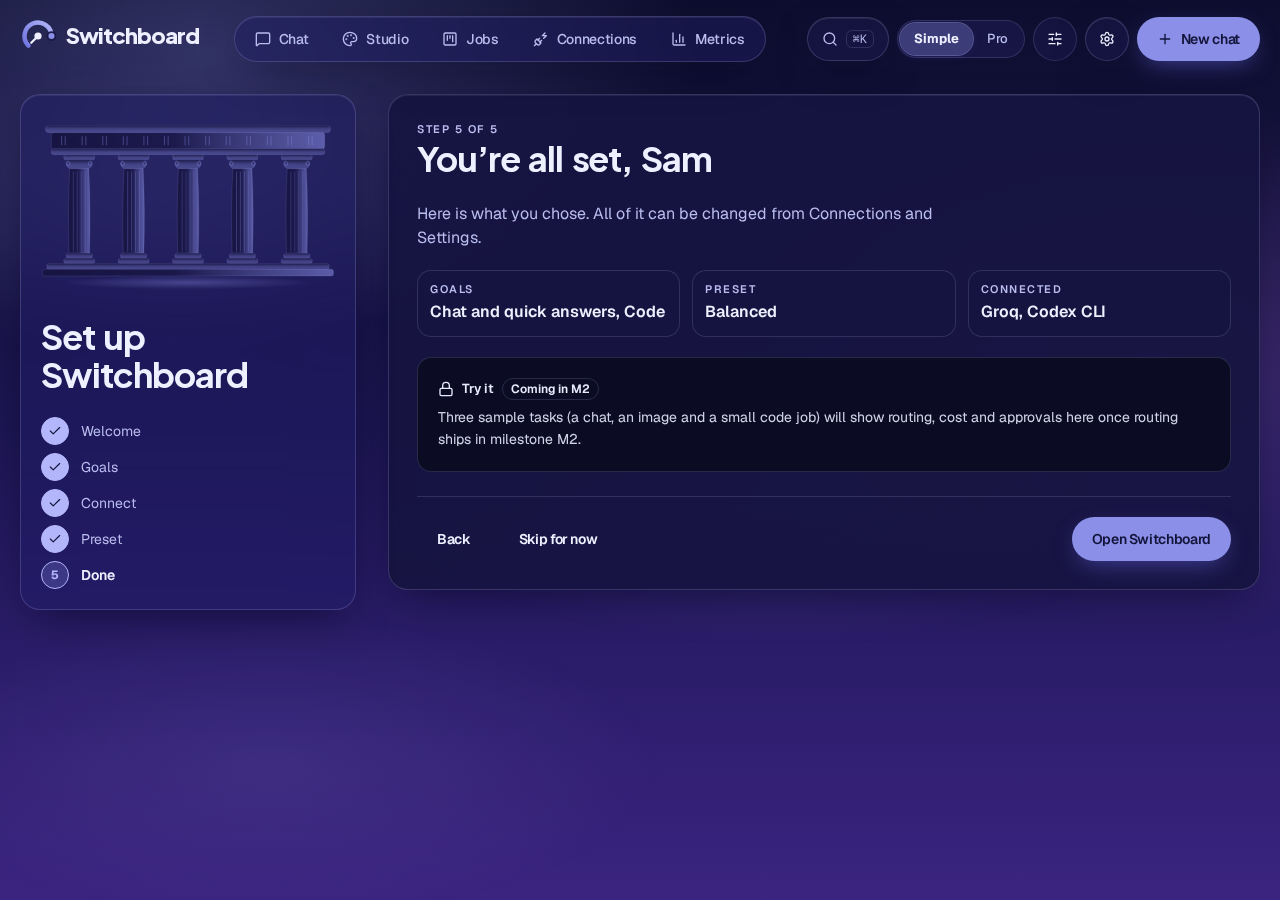 Switchboard
Chat
Studio
Jobs
Connections
Metrics
⌘K
Simple
Pro
New chat
Set up
Switchboard
Welcome
Goals
Connect
Preset
5
Done
STEP 5 OF 5
You’re all set, Sam
Here is what you chose. All of it can be changed from Connections and
Settings.
GOALS
Chat and quick answers, Code
PRESET
Balanced
CONNECTED
Groq, Codex CLI
Try it
Coming in M2
Three sample tasks (a chat, an image and a small code job) will show routing, cost and approvals here once routing
ships in milestone M2.
Back
Skip for now
Open Switchboard